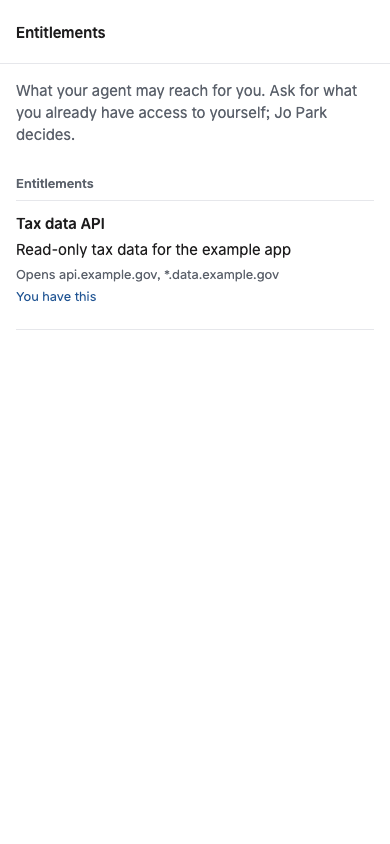 Entitlements
What your agent may reach for you. Ask for what
you already have access to yourself; Jo Park
decides.
Entitlements
Tax data API
Read-only tax data for the example app
Opens api.example.gov, *.data.example.gov
You have this